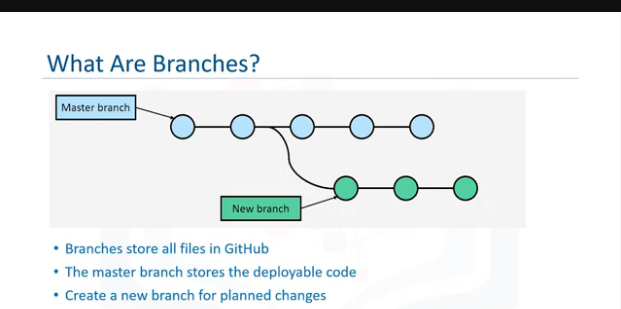 What Are Branches?
Master branch
New branch
• Branches store all files in GitHub
• The master branch stores the deployable code
• Create a new branch for planned changes